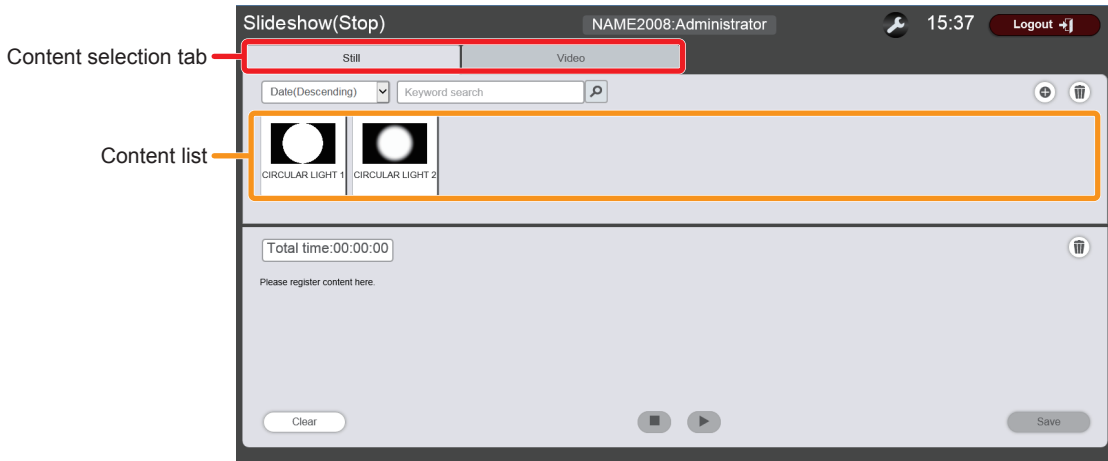 Slideshow(Stop) NAME2008:Administrator 15:37 Logout
Content selection tab
Still Video
Date(Descending) Keyword search
Content list
CIRCULAR LIGHT 1 CIRCULAR LIGHT 2
Total time:00:00:00
Please register content here.
Clear Save